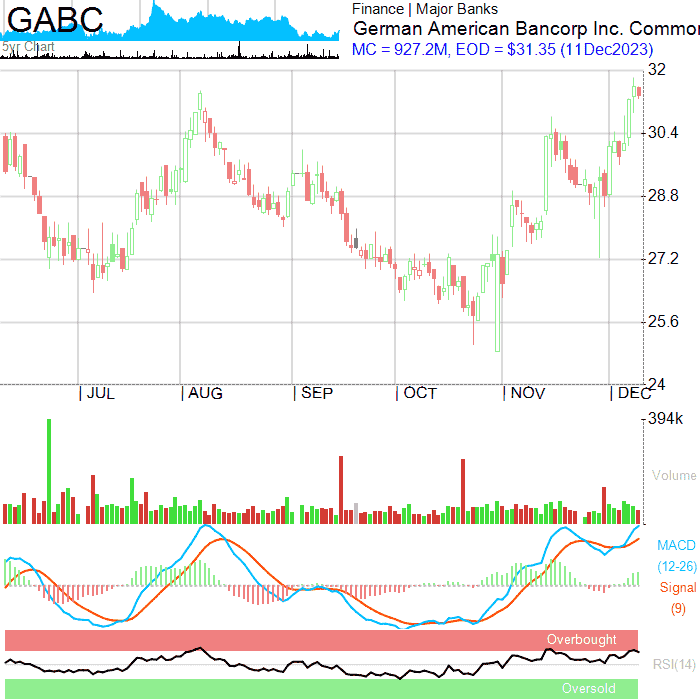 GABC
5yr Chart
Finance | Major Banks
German American Bancorp Inc. Common
MC = 927.2M, EOD = $31.35 (11Dec2023)
32
30.4
28.8
27.2
25.6
24
| JUL | AUG | SEP | OCT | NOV | DEC
394k
Volume
MACD
(12-26)
Signal
(9)
Overbought
RSI(14)
Oversold